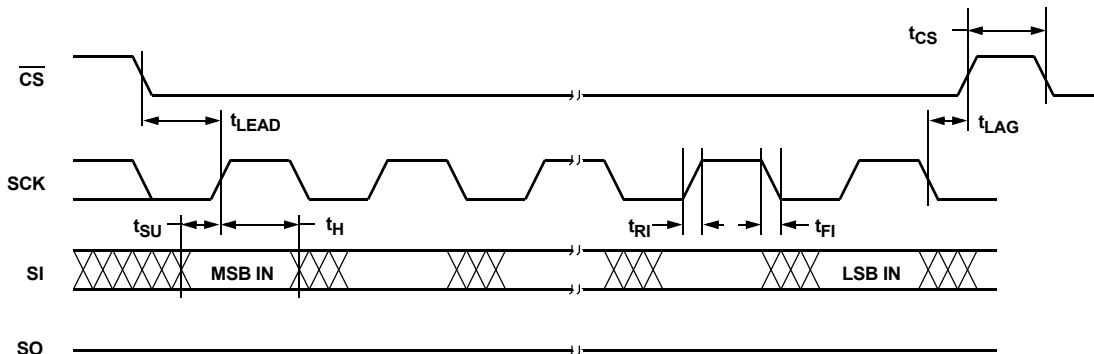 tCS
CS
tLEAD
tLAG
SCK
tSU
tH
tRI
tFI
SI
MSB IN
LSB IN
SO